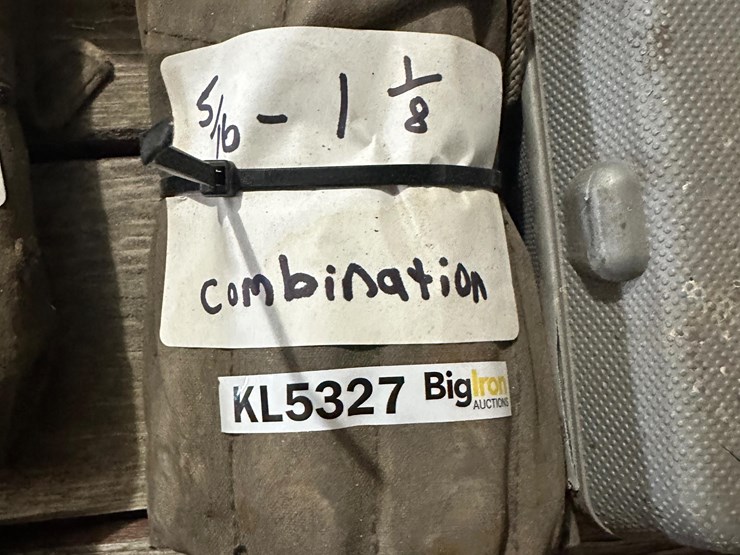 5/16 - 1 1/8
combination
KL5327 BigIron
AUCTIONS